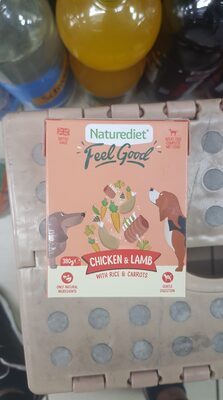 Naturediet®
Feel Good
CHICKEN & LAMB
WITH RICE & CARROTS
390g e
ONLY NATURAL
INGREDIENTS
GENTLE
DIGESTION